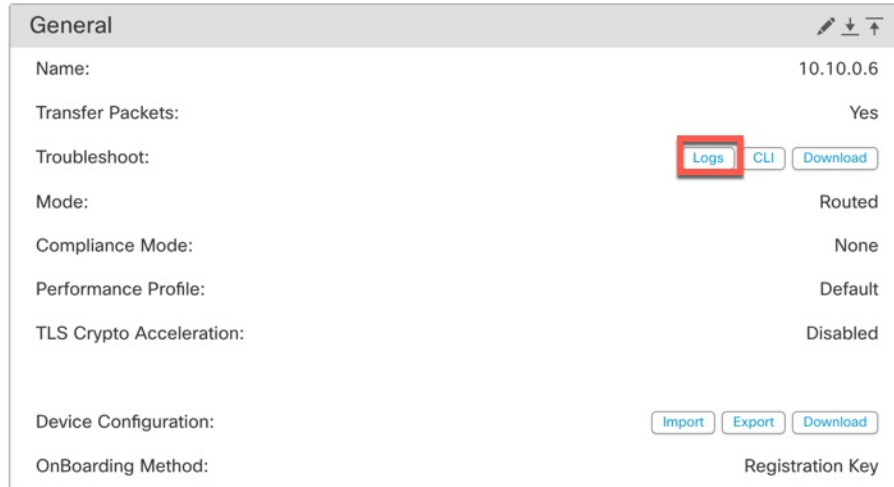 General
Name: 10.10.0.6
Transfer Packets: Yes
Troubleshoot: Logs CLI Download
Mode: Routed
Compliance Mode: None
Performance Profile: Default
TLS Crypto Acceleration: Disabled
Device Configuration: Import Export Download
OnBoarding Method: Registration Key